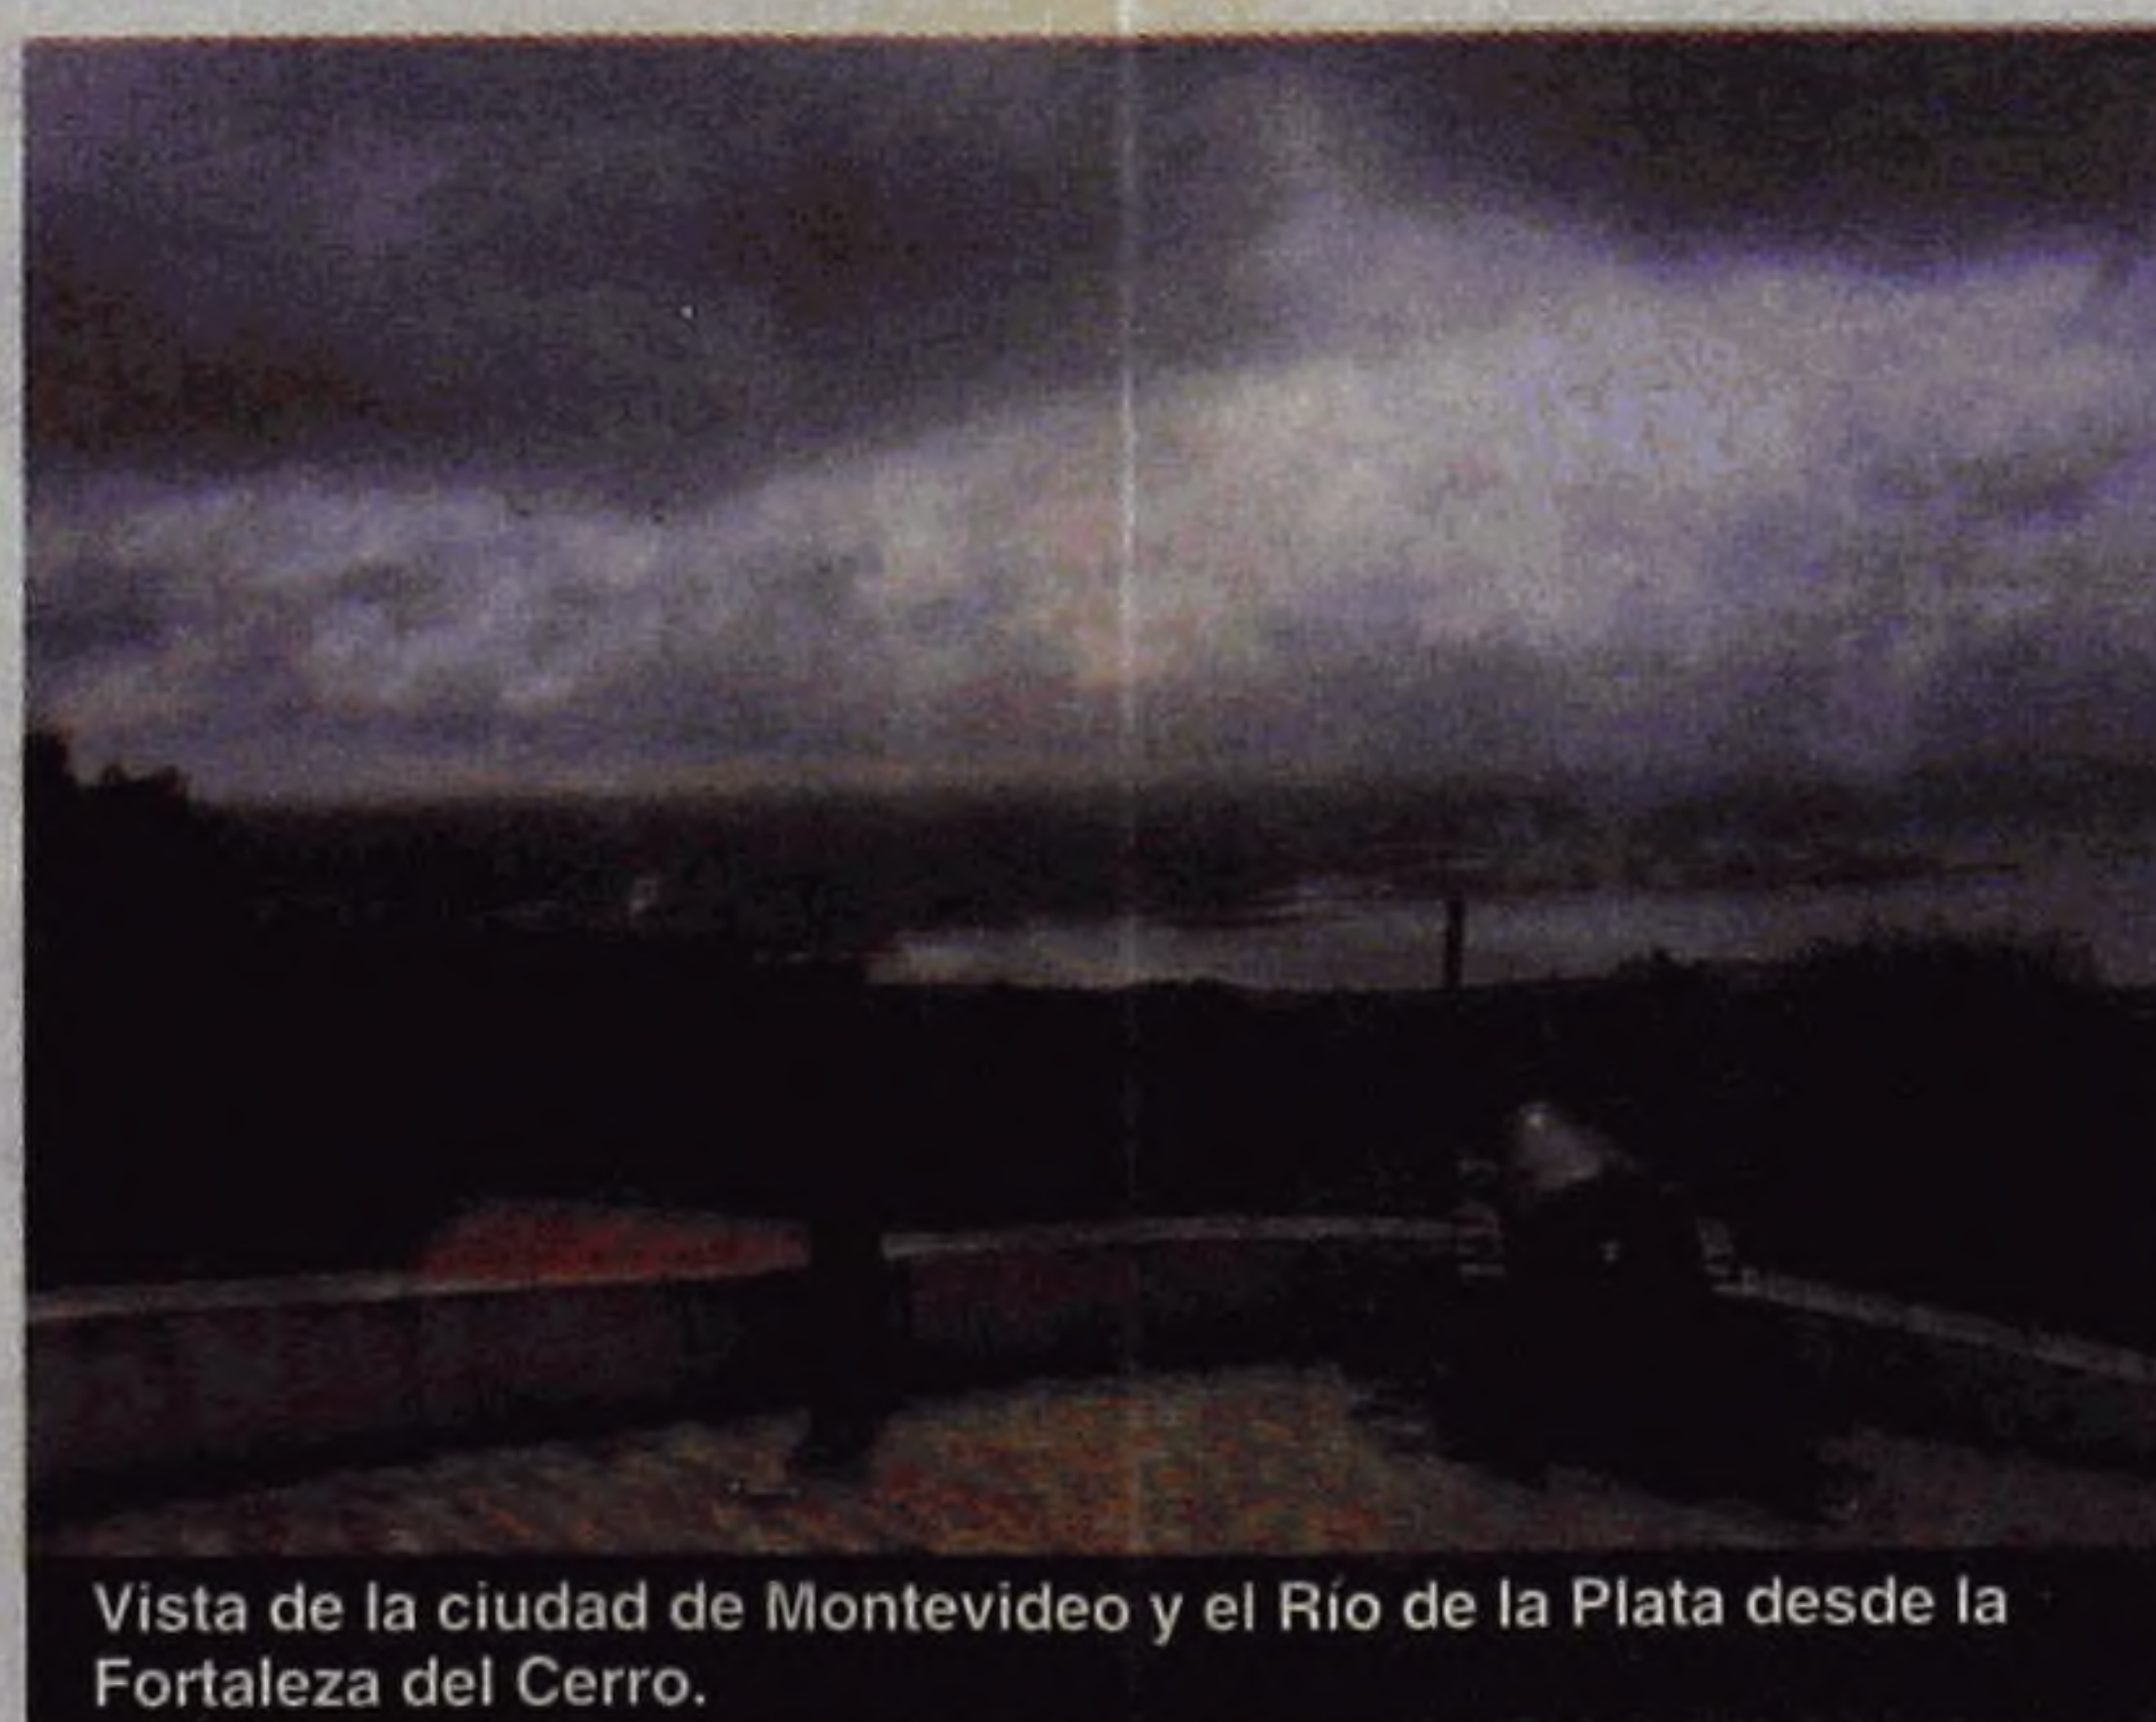 Vista de la ciudad de Montevideo y el Río de la Plata desde la
Fortaleza del Cerro.